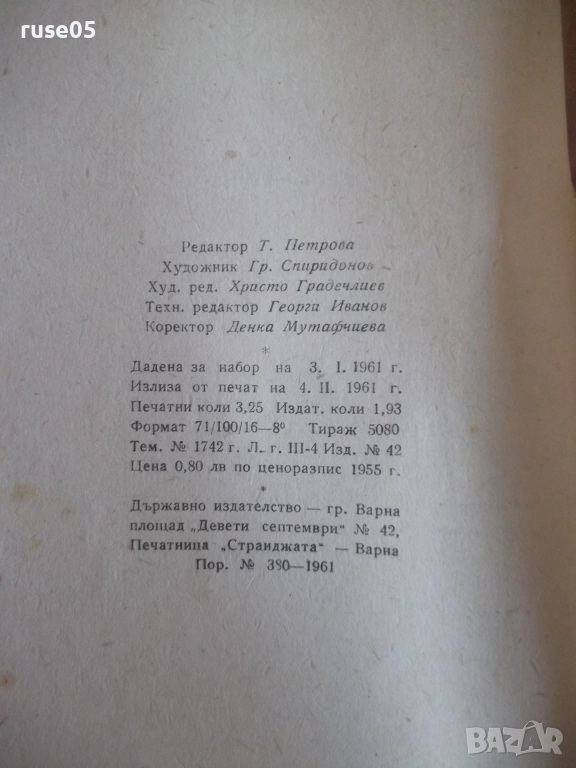 ruse05
Редактор Т. Петрова
Художник Гр. Спиридонов
Худ. ред. Христо Градечлиев
Техн. редактор Георги Иванов
Коректор Денка Мутафчиева
*
Дадена за набор на 3. I. 1961 г.
Излиза от печат на 4. II. 1961 г.
Печатни коли 3,25 Издат. коли 1,93
Формат 71/100/16—8° Тираж 5080
Тем. № 1742 г. Л. г. III-4 Изд. № 42
Цена 0,80 лв по ценоразпис 1955 г.
*
Държавно издателство — гр. Варна
площад „Девети септември“ № 42,
Печатница „Странджата“ — Варна
Пор. № 380—1961
BAZAR